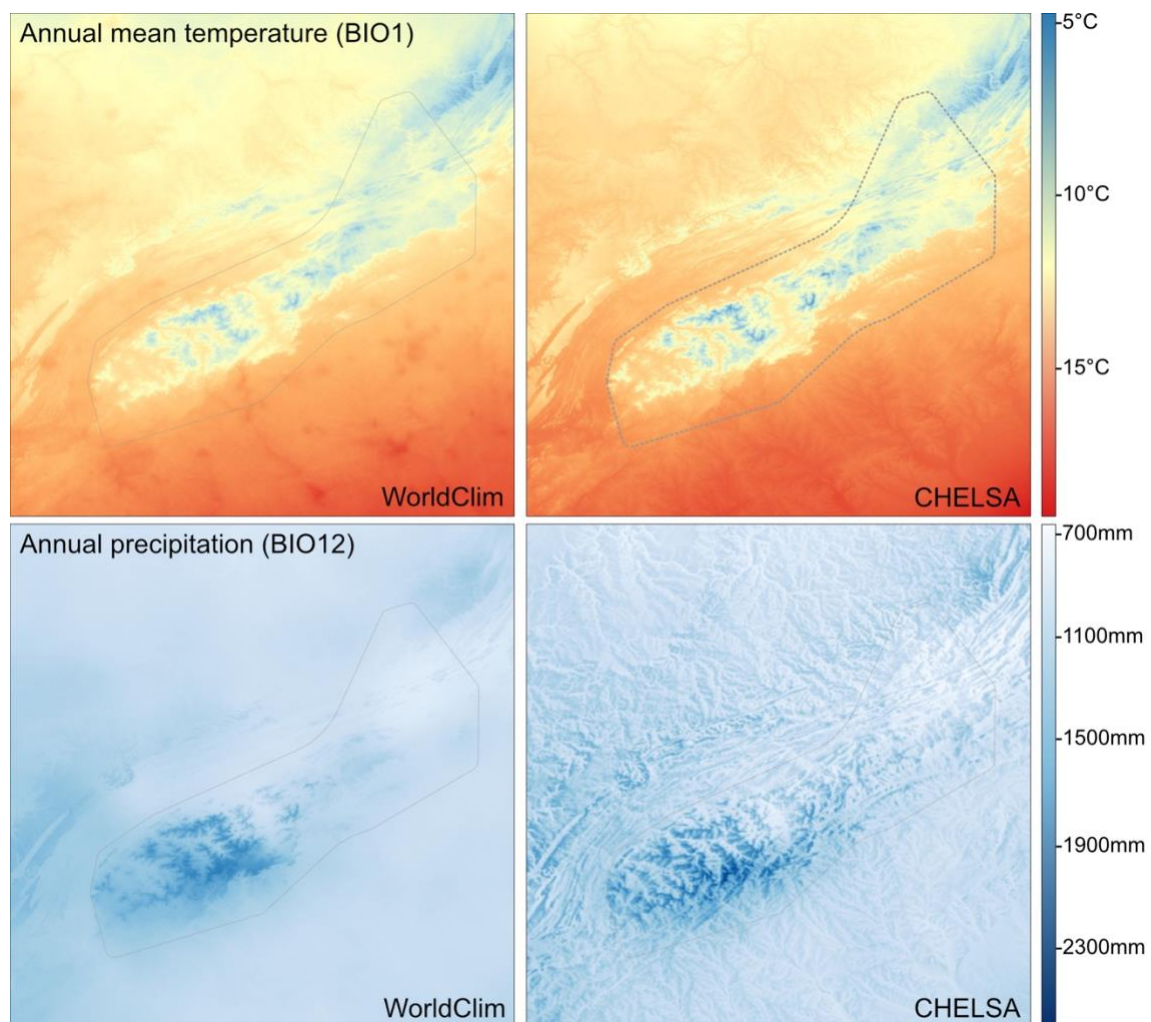 Annual mean temperature (BIO1)
WorldClim
CHELSA
5°C
10°C
15°C
Annual precipitation (BIO12)
WorldClim
CHELSA
700mm
1100mm
1500mm
1900mm
2300mm